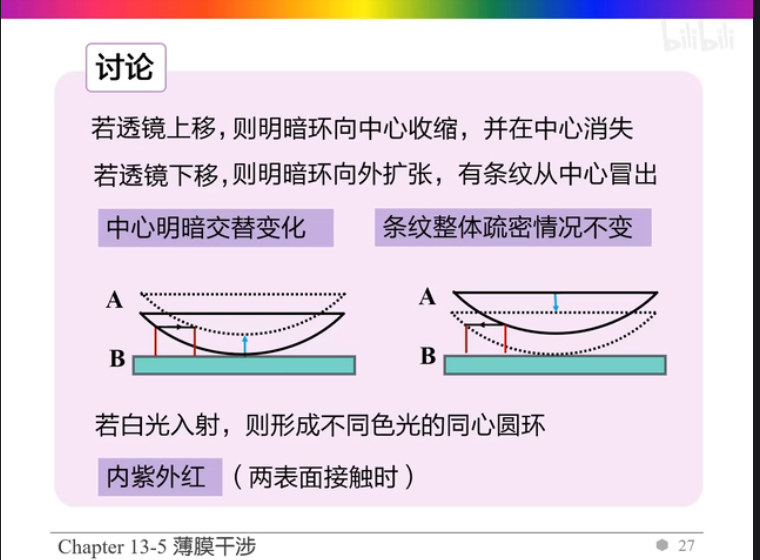 bilibili
讨论
若透镜上移,则明暗环向中心收缩，并在中心消失
若透镜下移,则明暗环向外扩张，有条纹从中心冒出
中心明暗交替变化 条纹整体疏密情况不变
A A
B B
若白光入射，则形成不同色光的同心圆环
内紫外红（两表面接触时）
Chapter 13-5 薄膜干涉 27